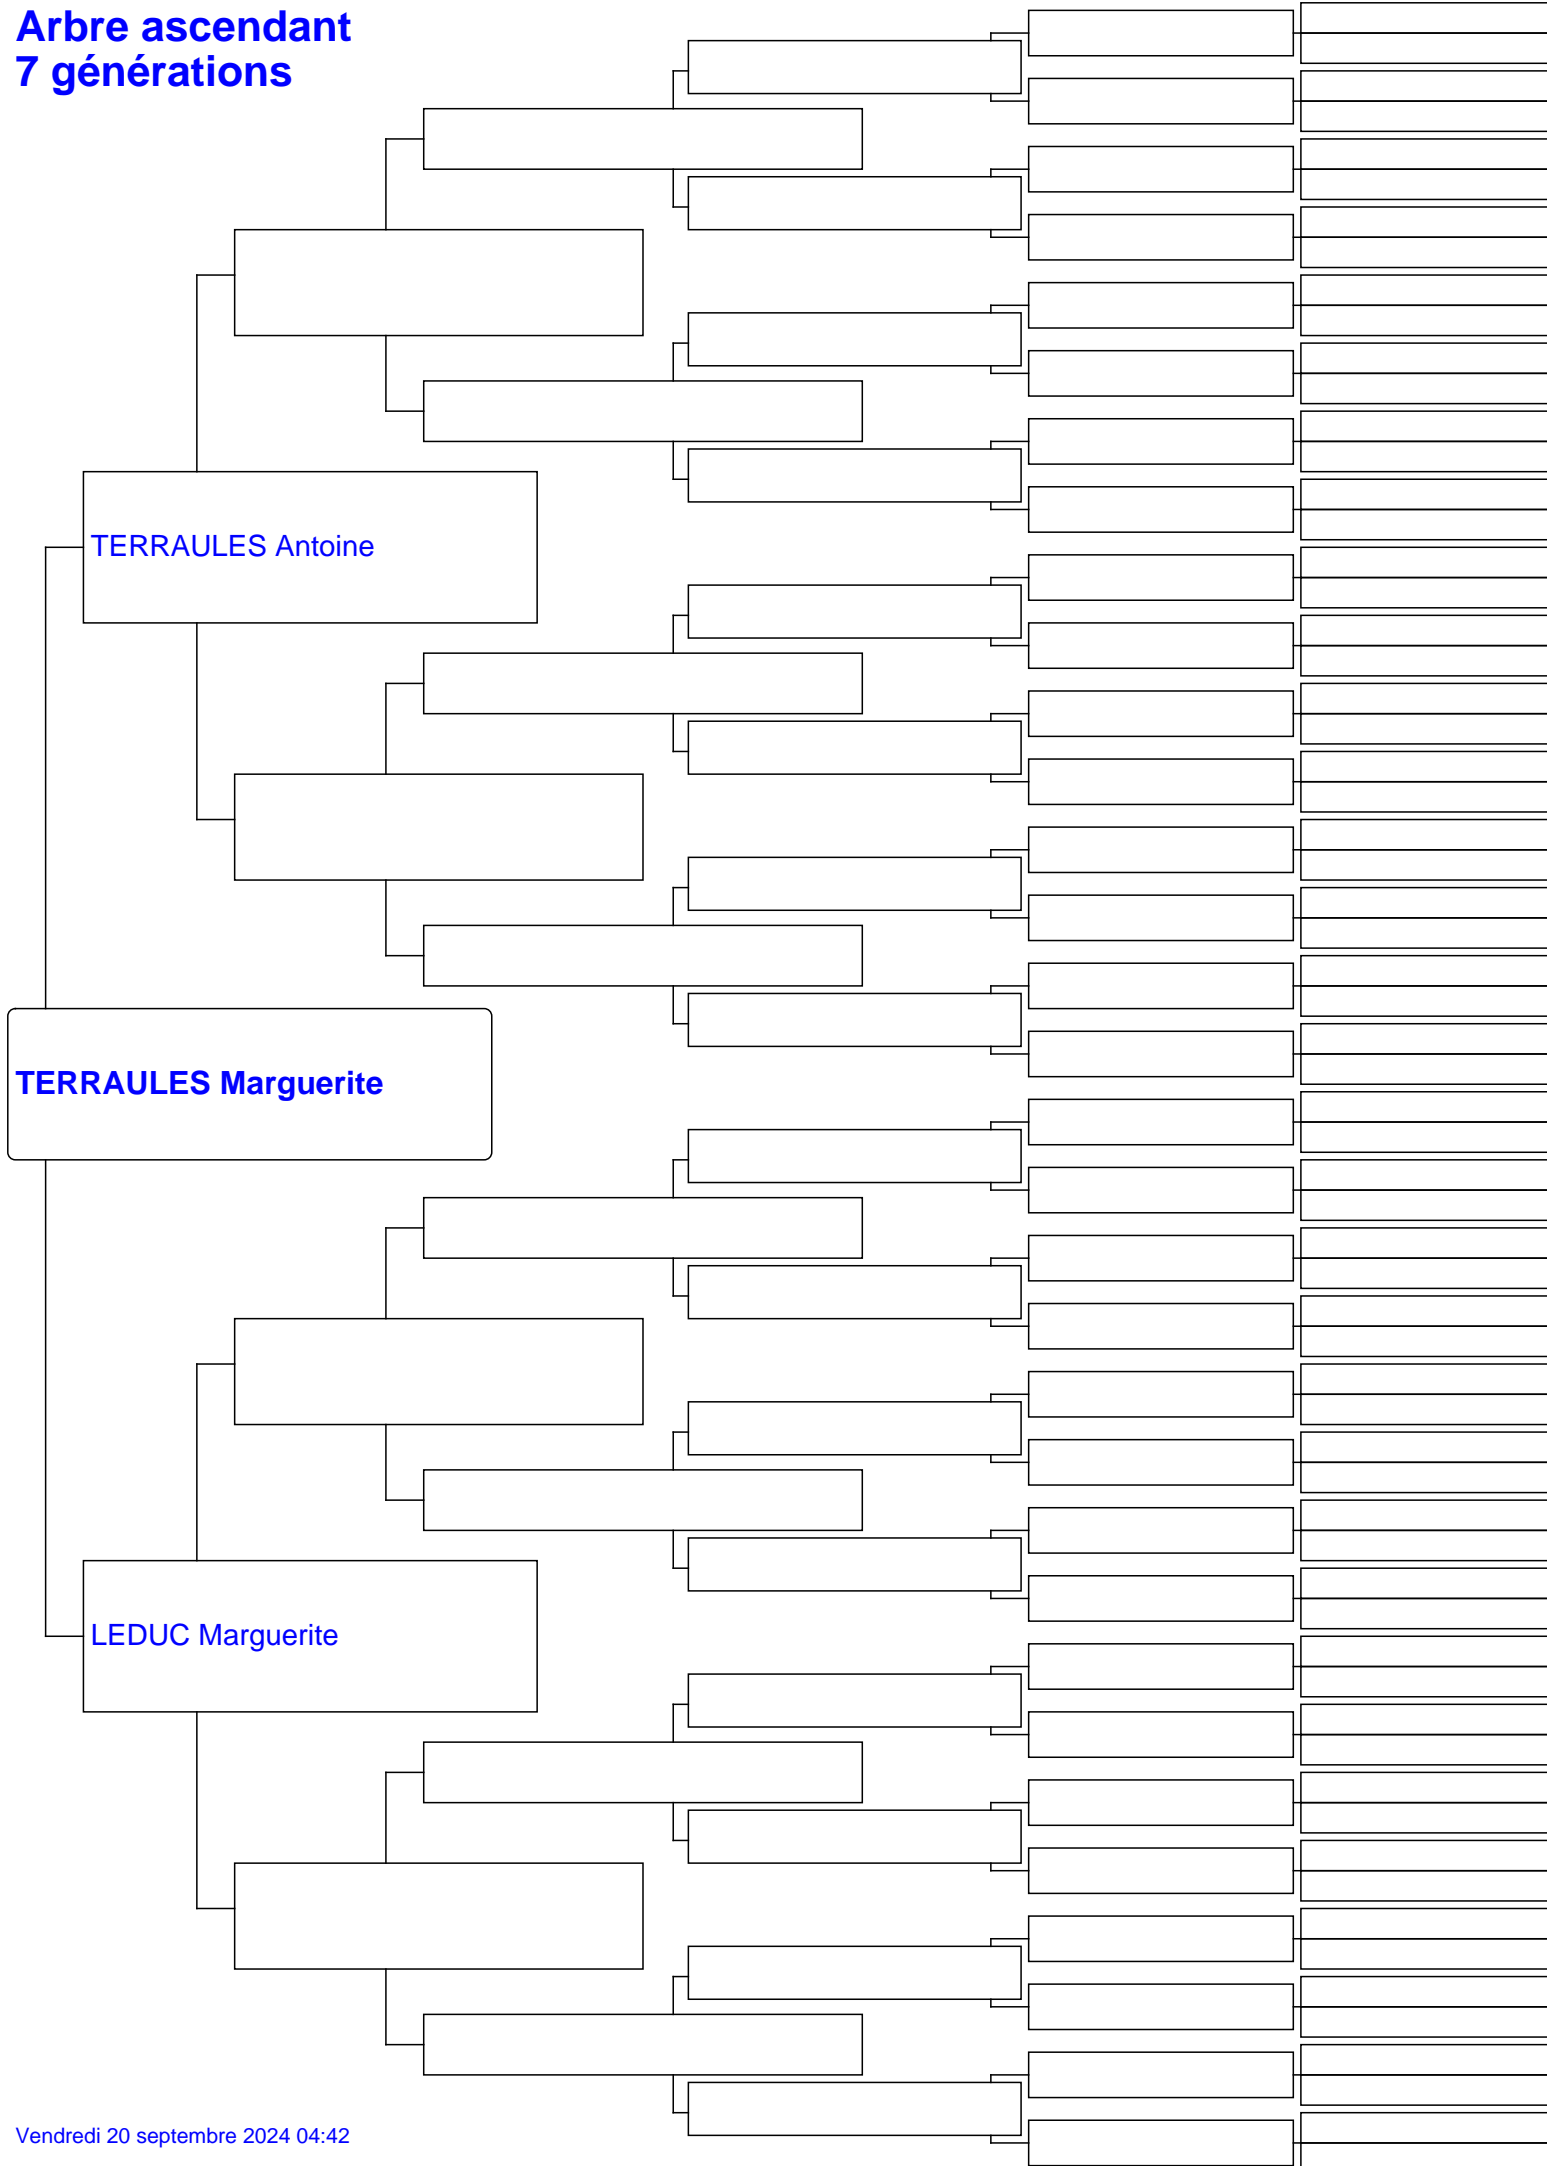 Arbre ascendant
7 générations
TERRAULES Antoine
TERRAULES Marguerite
LEDUC Marguerite
Vendredi 20 septembre 2024 04:42